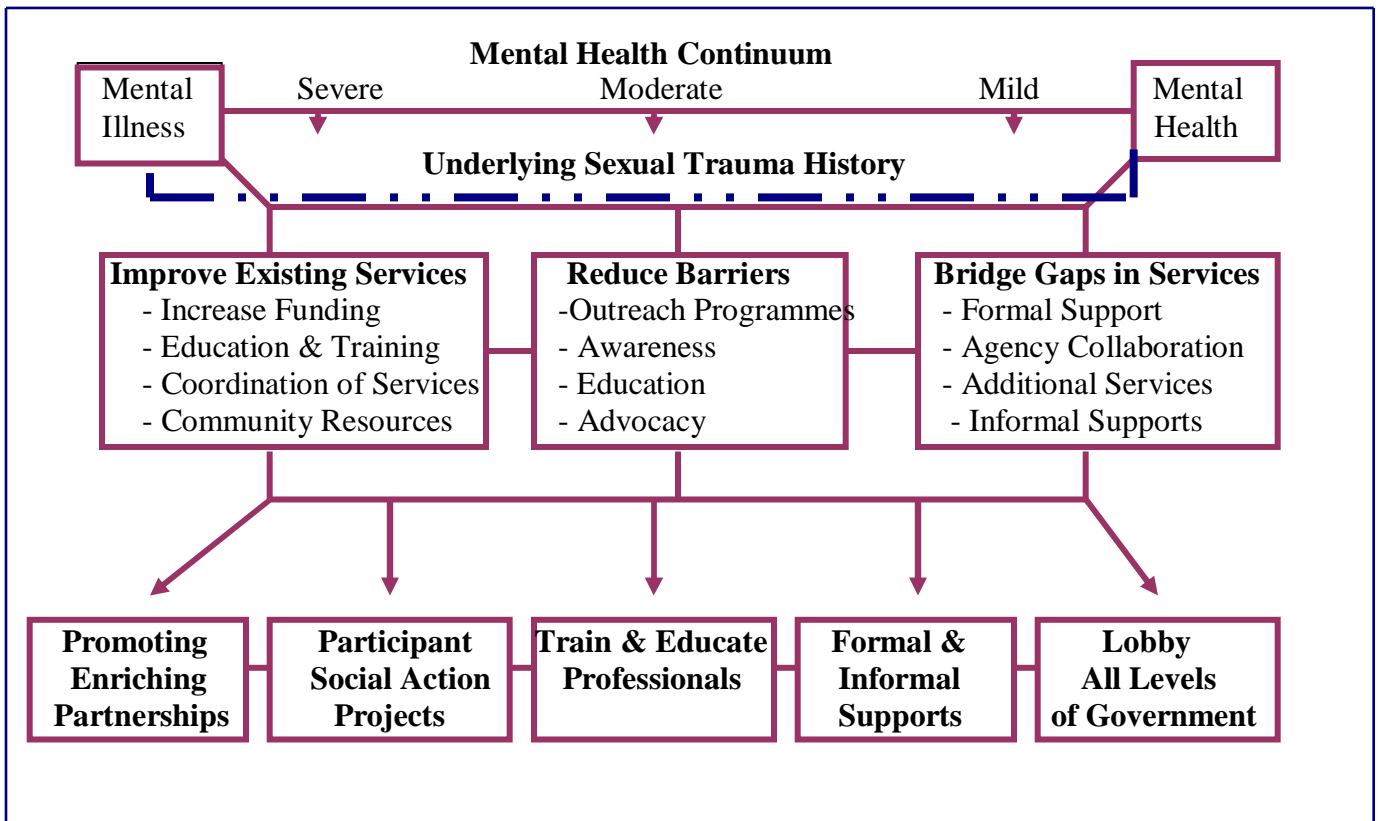 Mental Health Continuum
Mental
Illness
Severe
Moderate
Mild
Mental
Health
Underlying Sexual Trauma History
Improve Existing Services
- Increase Funding
- Education & Training
- Coordination of Services
- Community Resources
Reduce Barriers
-Outreach Programmes
- Awareness
- Education
- Advocacy
Bridge Gaps in Services
- Formal Support
- Agency Collaboration
- Additional Services
- Informal Supports
Promoting
Enriching
Partnerships
Participant
Social Action
Projects
Train & Educate
Professionals
Formal &
Informal
Supports
Lobby
All Levels
of Government